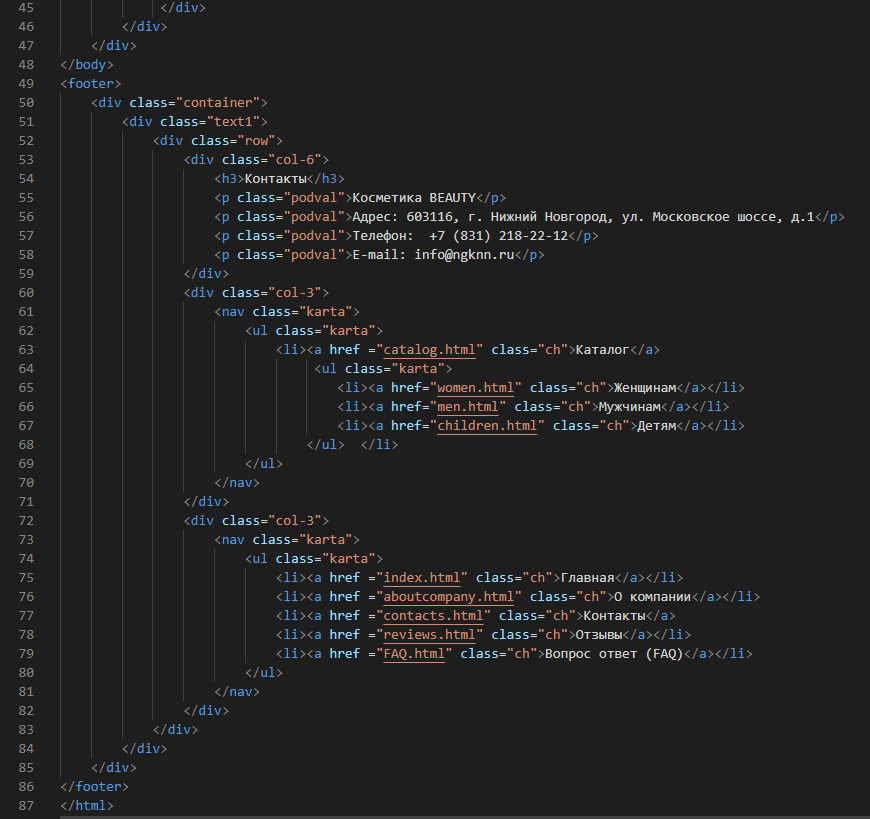 45 </div>
46 </div>
47 </div>
48 </body>
49 <footer>
50 <div class="container">
51 <div class="text1">
52 <div class="row">
53 <div class="col-6">
54 <h3>Контакты</h3>
55 <p class="podval">Косметика BEAUTY</p>
56 <p class="podval">Адрес: 603116, г. Нижний Новгород, ул. Московское шоссе, д.1</p>
57 <p class="podval">Телефон:  +7 (831) 218-22-12</p>
58 <p class="podval">E-mail: info@ngknn.ru</p>
59 </div>
60 <div class="col-3">
61 <nav class="karta">
62 <ul class="karta">
63 <li><a href ="catalog.html" class="ch">Каталог</a>
64 <ul class="karta">
65 <li><a href="women.html" class="ch">Женщинам</a></li>
66 <li><a href="men.html" class="ch">Мужчинам</a></li>
67 <li><a href="children.html" class="ch">Детям</a></li>
68 </ul>  </li>
69 </ul>
70 </nav>
71 </div>
72 <div class="col-3">
73 <nav class="karta">
74 <ul class="karta">
75 <li><a href ="index.html" class="ch">Главная</a></li>
76 <li><a href ="aboutcompany.html" class="ch">О компании</a></li>
77 <li><a href ="contacts.html" class="ch">Контакты</a>
78 <li><a href ="reviews.html" class="ch">Отзывы</a></li>
79 <li><a href ="FAQ.html" class="ch">Вопрос ответ (FAQ)</a></li>
80 </ul>
81 </nav>
82 </div>
83 </div>
84 </div>
85 </div>
86 </footer>
87 </html>